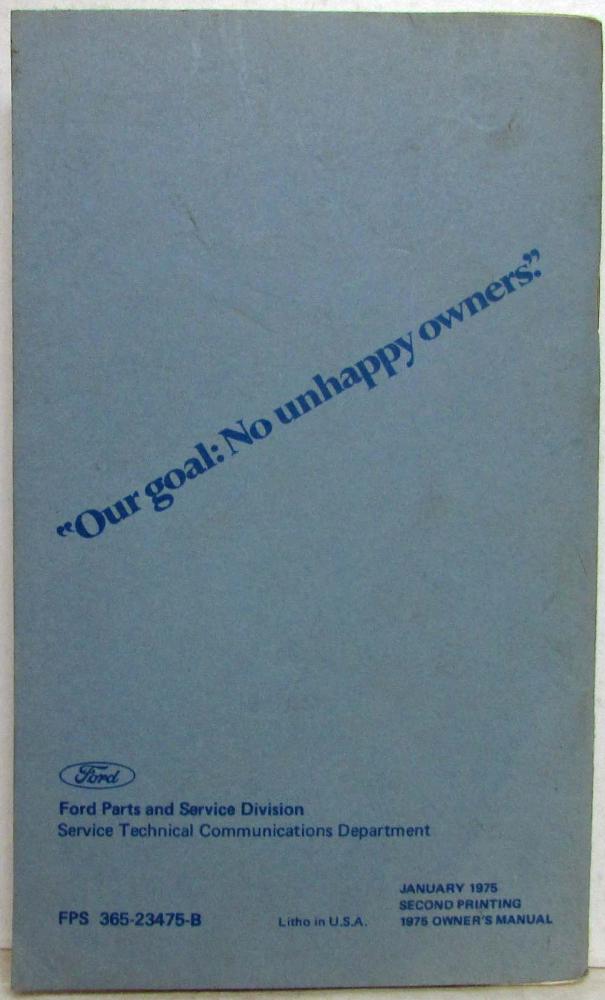 “Our goal: No unhappy owners.”
Ford
Ford Parts and Service Division
Service Technical Communications Department
JANUARY 1975
SECOND PRINTING
FPS 365-23475-B Litho in U.S.A. 1975 OWNER'S MANUAL